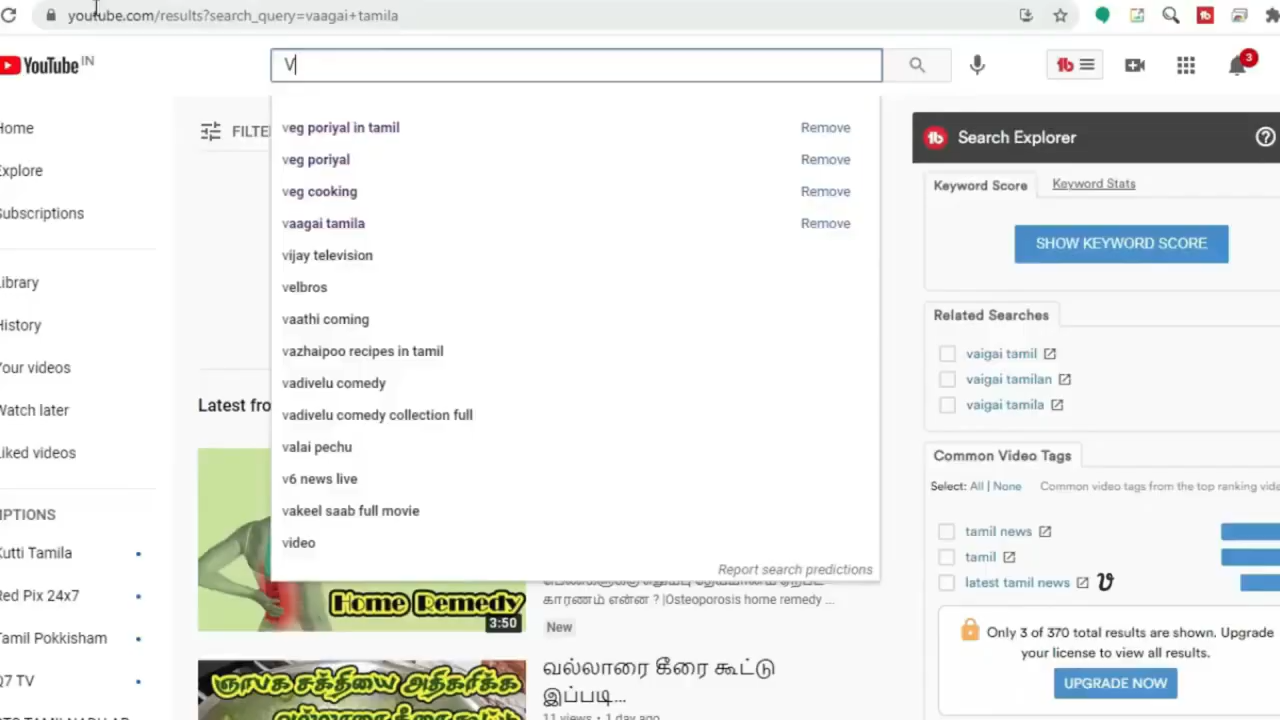 youtube.com/results?search_query=vaagai+tamila
YouTube IN
V
3
Home
Explore
Subscriptions
Library
History
Your videos
Watch later
Liked videos
IPTIONS
Kutti Tamila
Red Pix 24x7
Tamil Pokkisham
Q7 TV
FILTE
veg poriyal in tamil Remove
veg poriyal Remove
veg cooking Remove
vaagai tamila Remove
vijay television
velbros
vaathi coming
vazhaipoo recipes in tamil
vadivelu comedy
vadivelu comedy collection full
valai pechu
v6 news live
vakeel saab full movie
video
Report search predictions
Latest fro
Home Remedy
3:50
காரணம் என்ன ? |Osteoporosis home remedy ...
New
ஞாபக சக்தியை அதிகரிக்க
வல்லாரை கீரை கூட்டு
இப்படி...
11 views • 1 day ago
Search Explorer
Keyword Score
Keyword Stats
SHOW KEYWORD SCORE
Related Searches
vaigai tamil
vaigai tamilan
vaigai tamila
Common Video Tags
Select: All | None Common video tags from the top ranking vide
tamil news
tamil
latest tamil news
Only 3 of 370 total results are shown. Upgrade
your license to view all results.
UPGRADE NOW